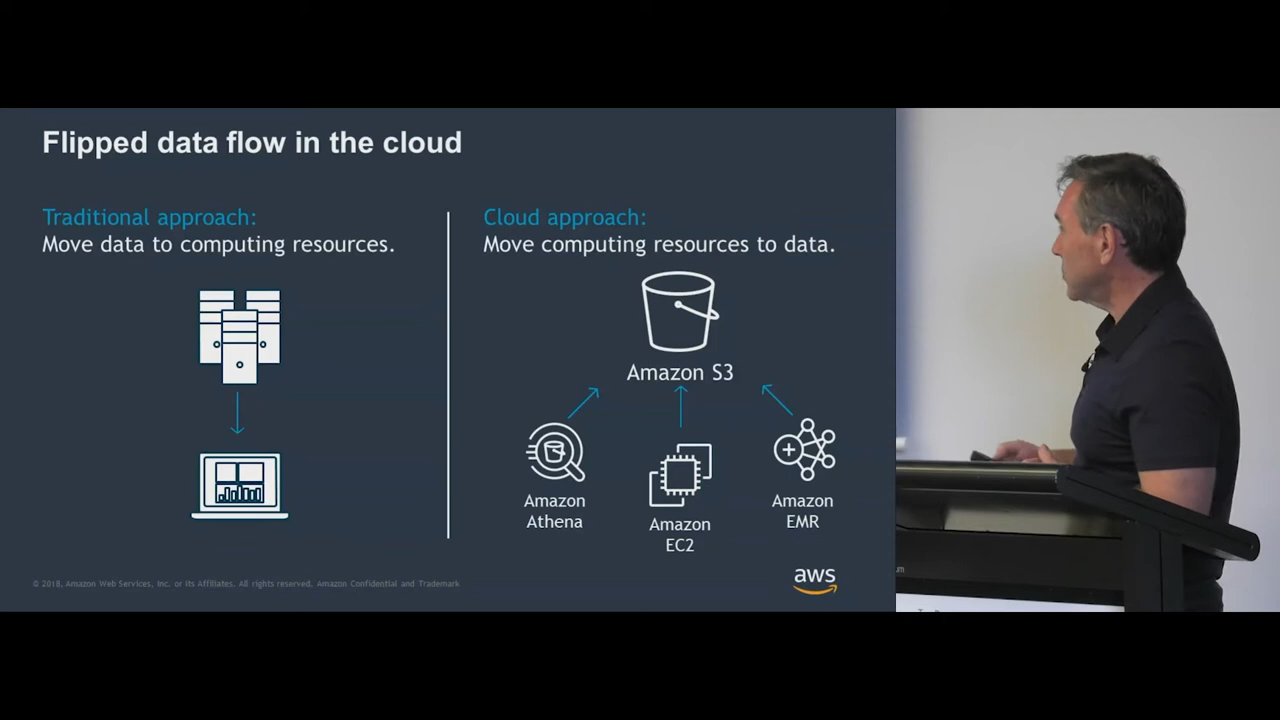 Flipped data flow in the cloud
Traditional approach:
Move data to computing resources.
Cloud approach:
Move computing resources to data.
Amazon S3
Amazon
Athena
Amazon
EC2
Amazon
EMR
© 2018, Amazon Web Services, Inc. or its Affiliates. All rights reserved. Amazon Confidential and Trademark
aws